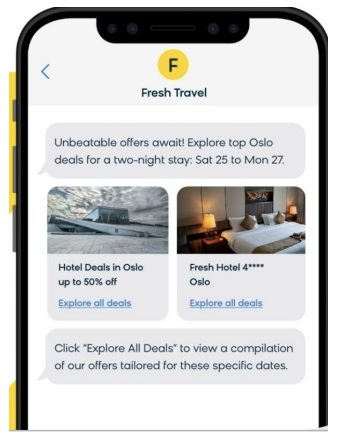 F
Fresh Travel
Unbeatable offers await! Explore top Oslo
deals for a two-night stay: Sat 25 to Mon 27.
Hotel Deals in Oslo
up to 50% off
Explore all deals
Fresh Hotel 4****
Oslo
Explore all deals
Click "Explore All Deals" to view a compilation
of our offers tailored for these specific dates.